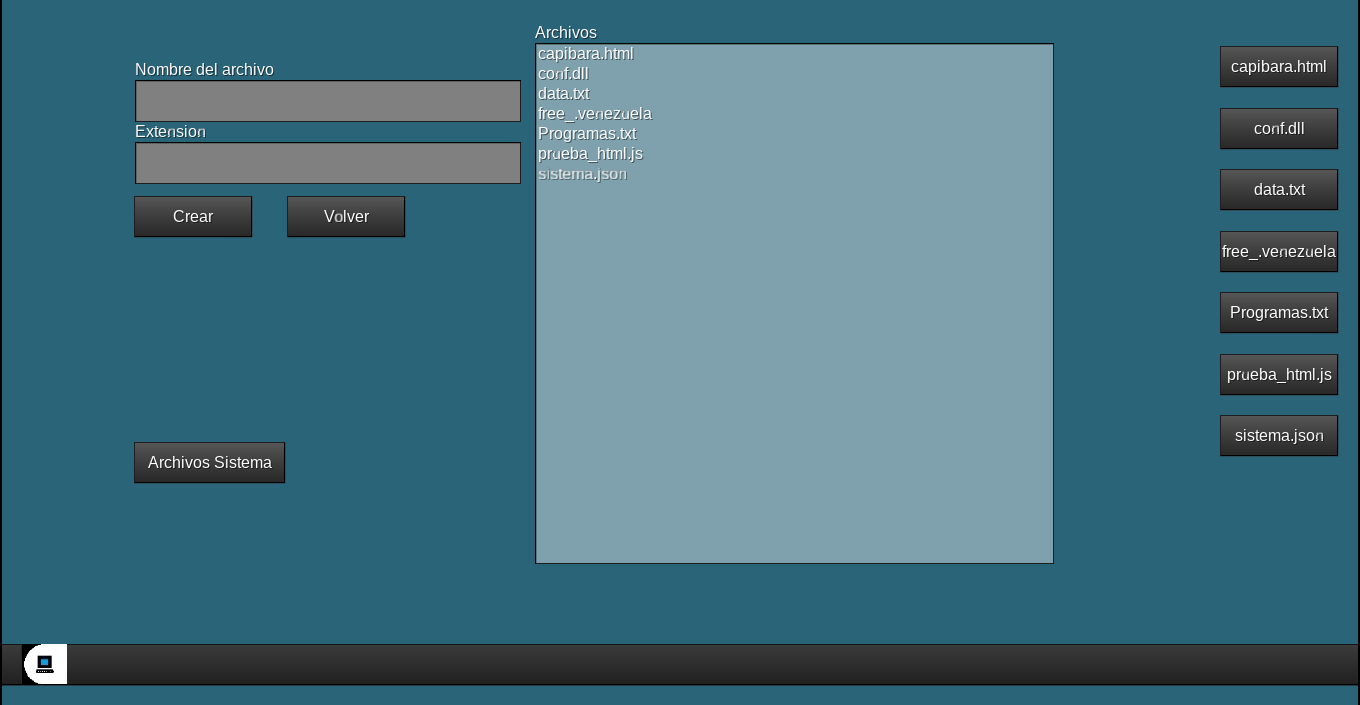 Nombre del archivo
Extension
Crear
Volver
Archivos Sistema
Archivos
capibara.html
conf.dll
data.txt
free_.venezuela
Programas.txt
prueba_html.js
sistema.json
capibara.html
conf.dll
data.txt
free_.venezuela
Programas.txt
prueba_html.js
sistema.json